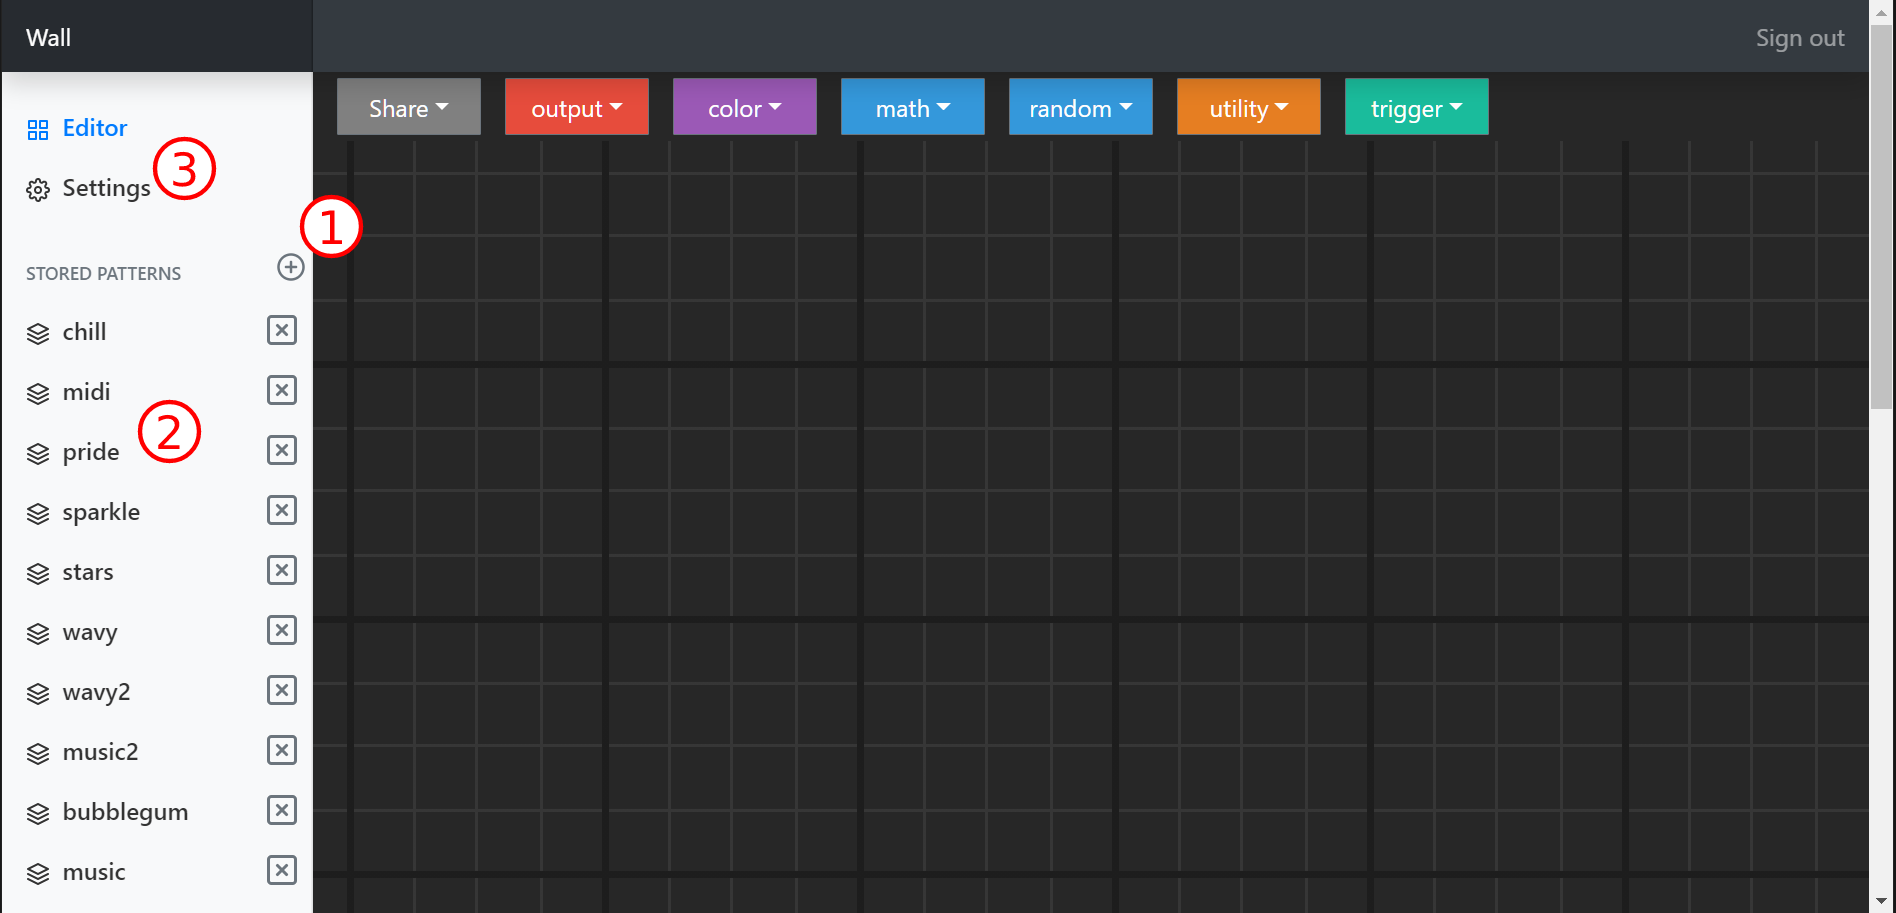 Wall
Sign out
Share
output
color
math
random
utility
trigger
Editor
3
Settings
1
STORED PATTERNS
chill
midi
2
pride
sparkle
stars
wavy
wavy2
music2
bubblegum
music